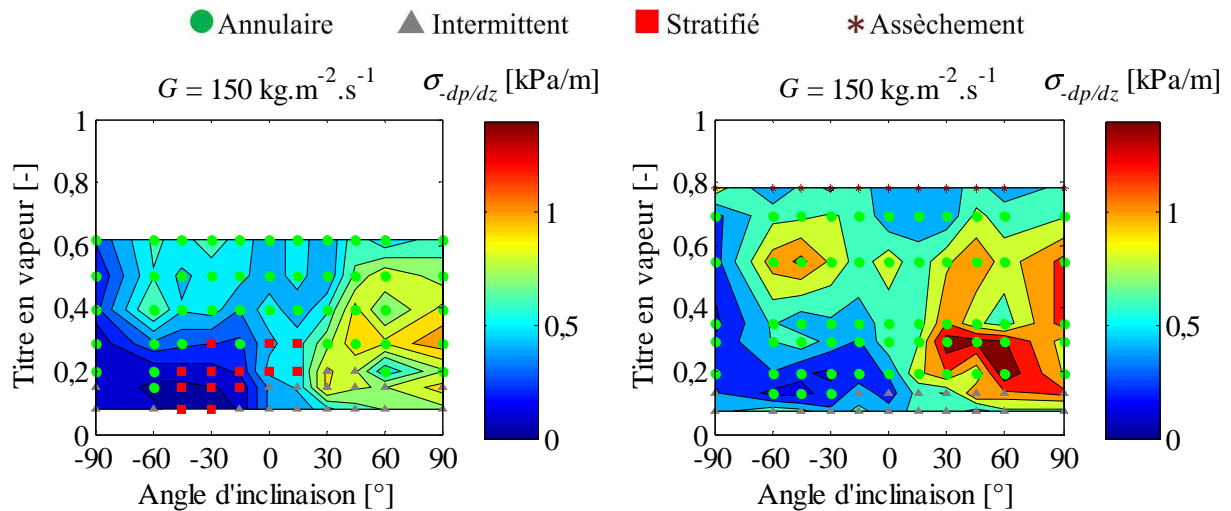 Annulaire Intermittent Stratifié Assèchement
G = 150 kg.m⁻².s⁻¹ σ-dp/dz [kPa/m]
Titre en vapeur [-]
1
0,8
0,6
0,4
0,2
0
-90 -60 -30 0 30 60 90
Angle d'inclinaison [°]
1
0,5
0
G = 150 kg.m⁻².s⁻¹ σ-dp/dz [kPa/m]
Titre en vapeur [-]
1
0,8
0,6
0,4
0,2
0
-90 -60 -30 0 30 60 90
Angle d'inclinaison [°]
1
0,5
0